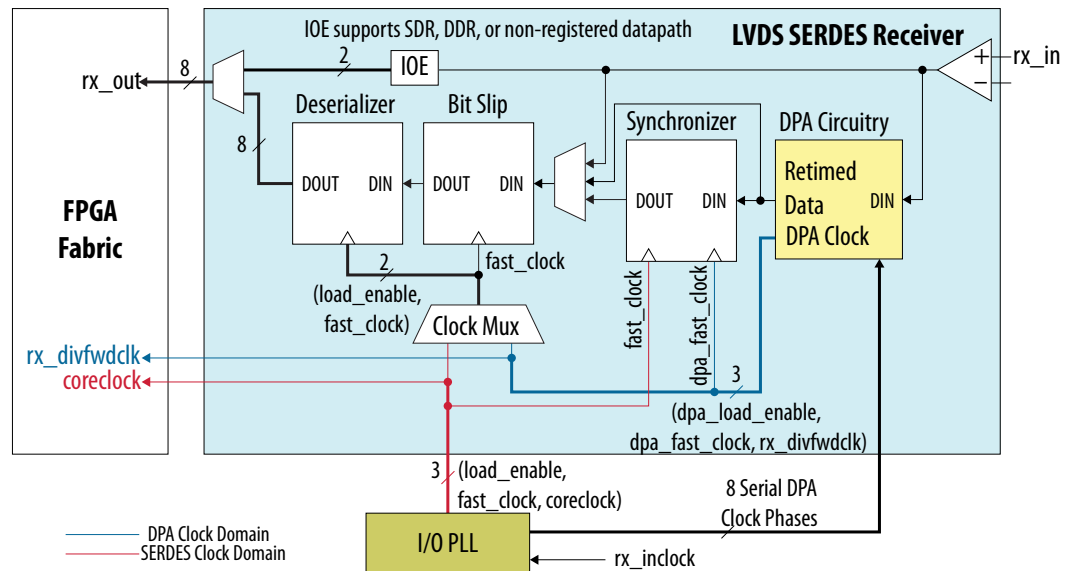 IOE supports SDR, DDR, or non-registered datapath
LVDS SERDES Receiver
rx_out
8
2
IOE
+
−
rx_in
Deserializer
Bit Slip
Synchronizer
DPA Circuitry
8
DOUT
DIN
DOUT
DIN
DOUT
DIN
Retimed
Data
DIN
DPA Clock
FPGA
Fabric
2
fast_clock
(load_enable,
fast_clock)
Clock Mux
fast_clock
dpa_fast_clock
rx_divfwdclk
coreclock
3
(dpa_load_enable,
dpa_fast_clock, rx_divfwdclk)
3
(load_enable,
fast_clock, coreclock)
8 Serial DPA
Clock Phases
I/O PLL
rx_inclock
DPA Clock Domain
SERDES Clock Domain